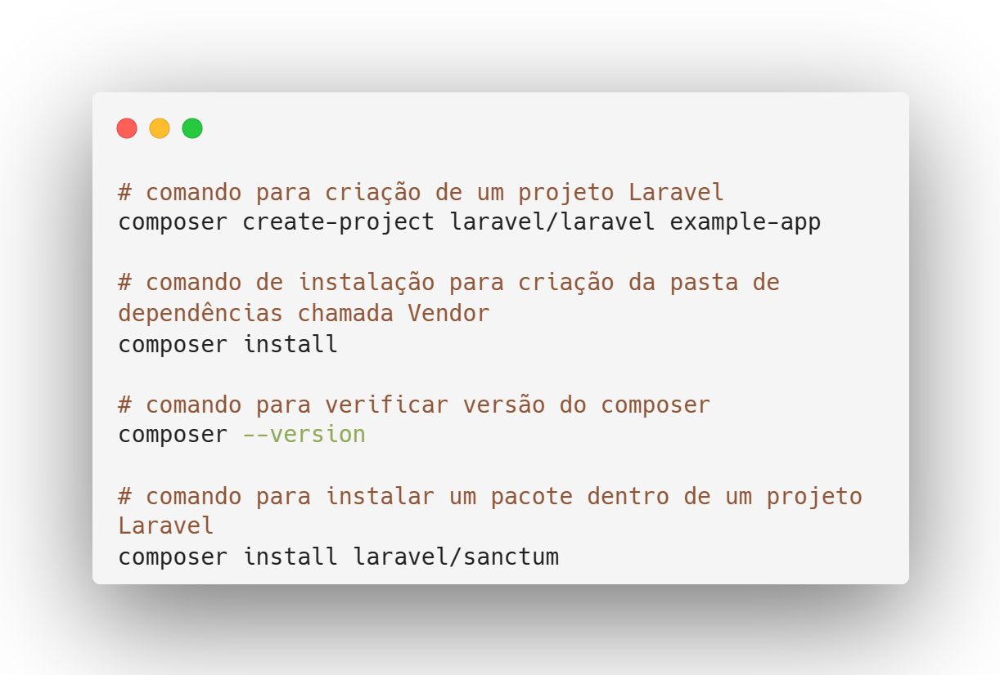 # comando para criação de um projeto Laravel
composer create-project laravel/laravel example-app
# comando de instalação para criação da pasta de
dependências chamada Vendor
composer install
# comando para verificar versão do composer
composer --version
# comando para instalar um pacote dentro de um projeto
Laravel
composer install laravel/sanctum